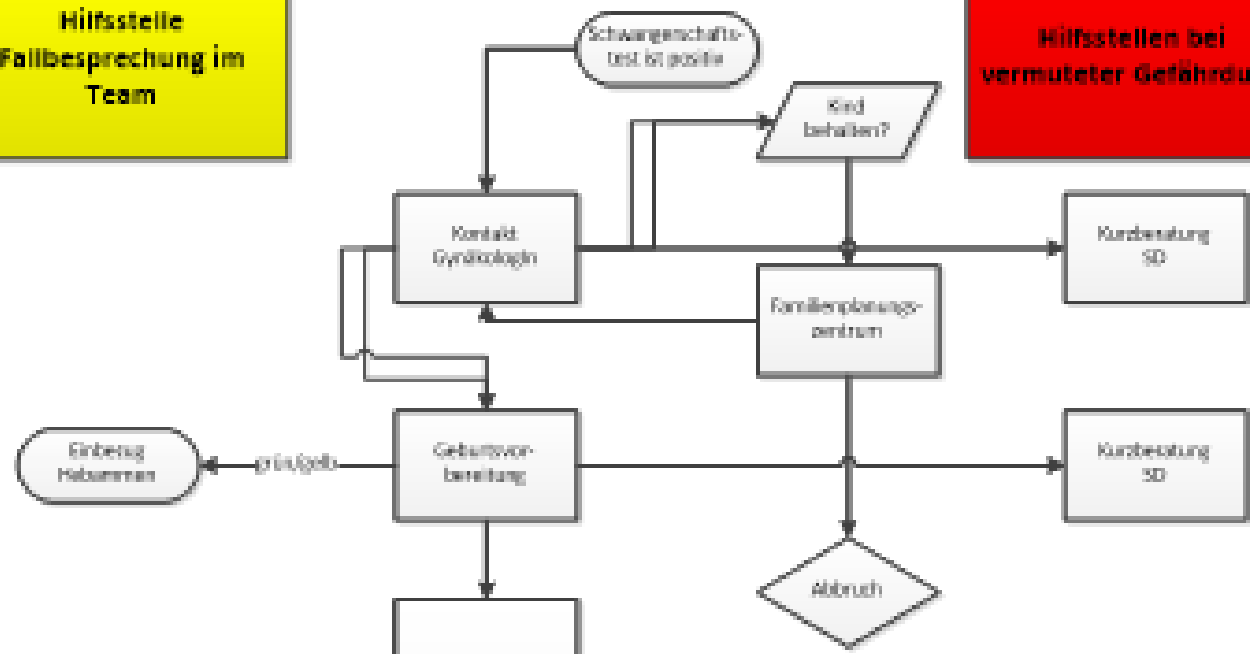 Hilfsstelle
Fallbesprechung im
Team
Schwangerschafts-
test ist positiv
Hilfsstellen bei
vermuteter Gefährdu
Kind
behalten?
Kontakt
GynäkologIn
Kurzberatung
SD
Familienplanungs-
zentrum
Einbezug
Hebammen
grün/gelb
Geburtsvor-
bereitung
Kurzberatung
SD
Abbruch